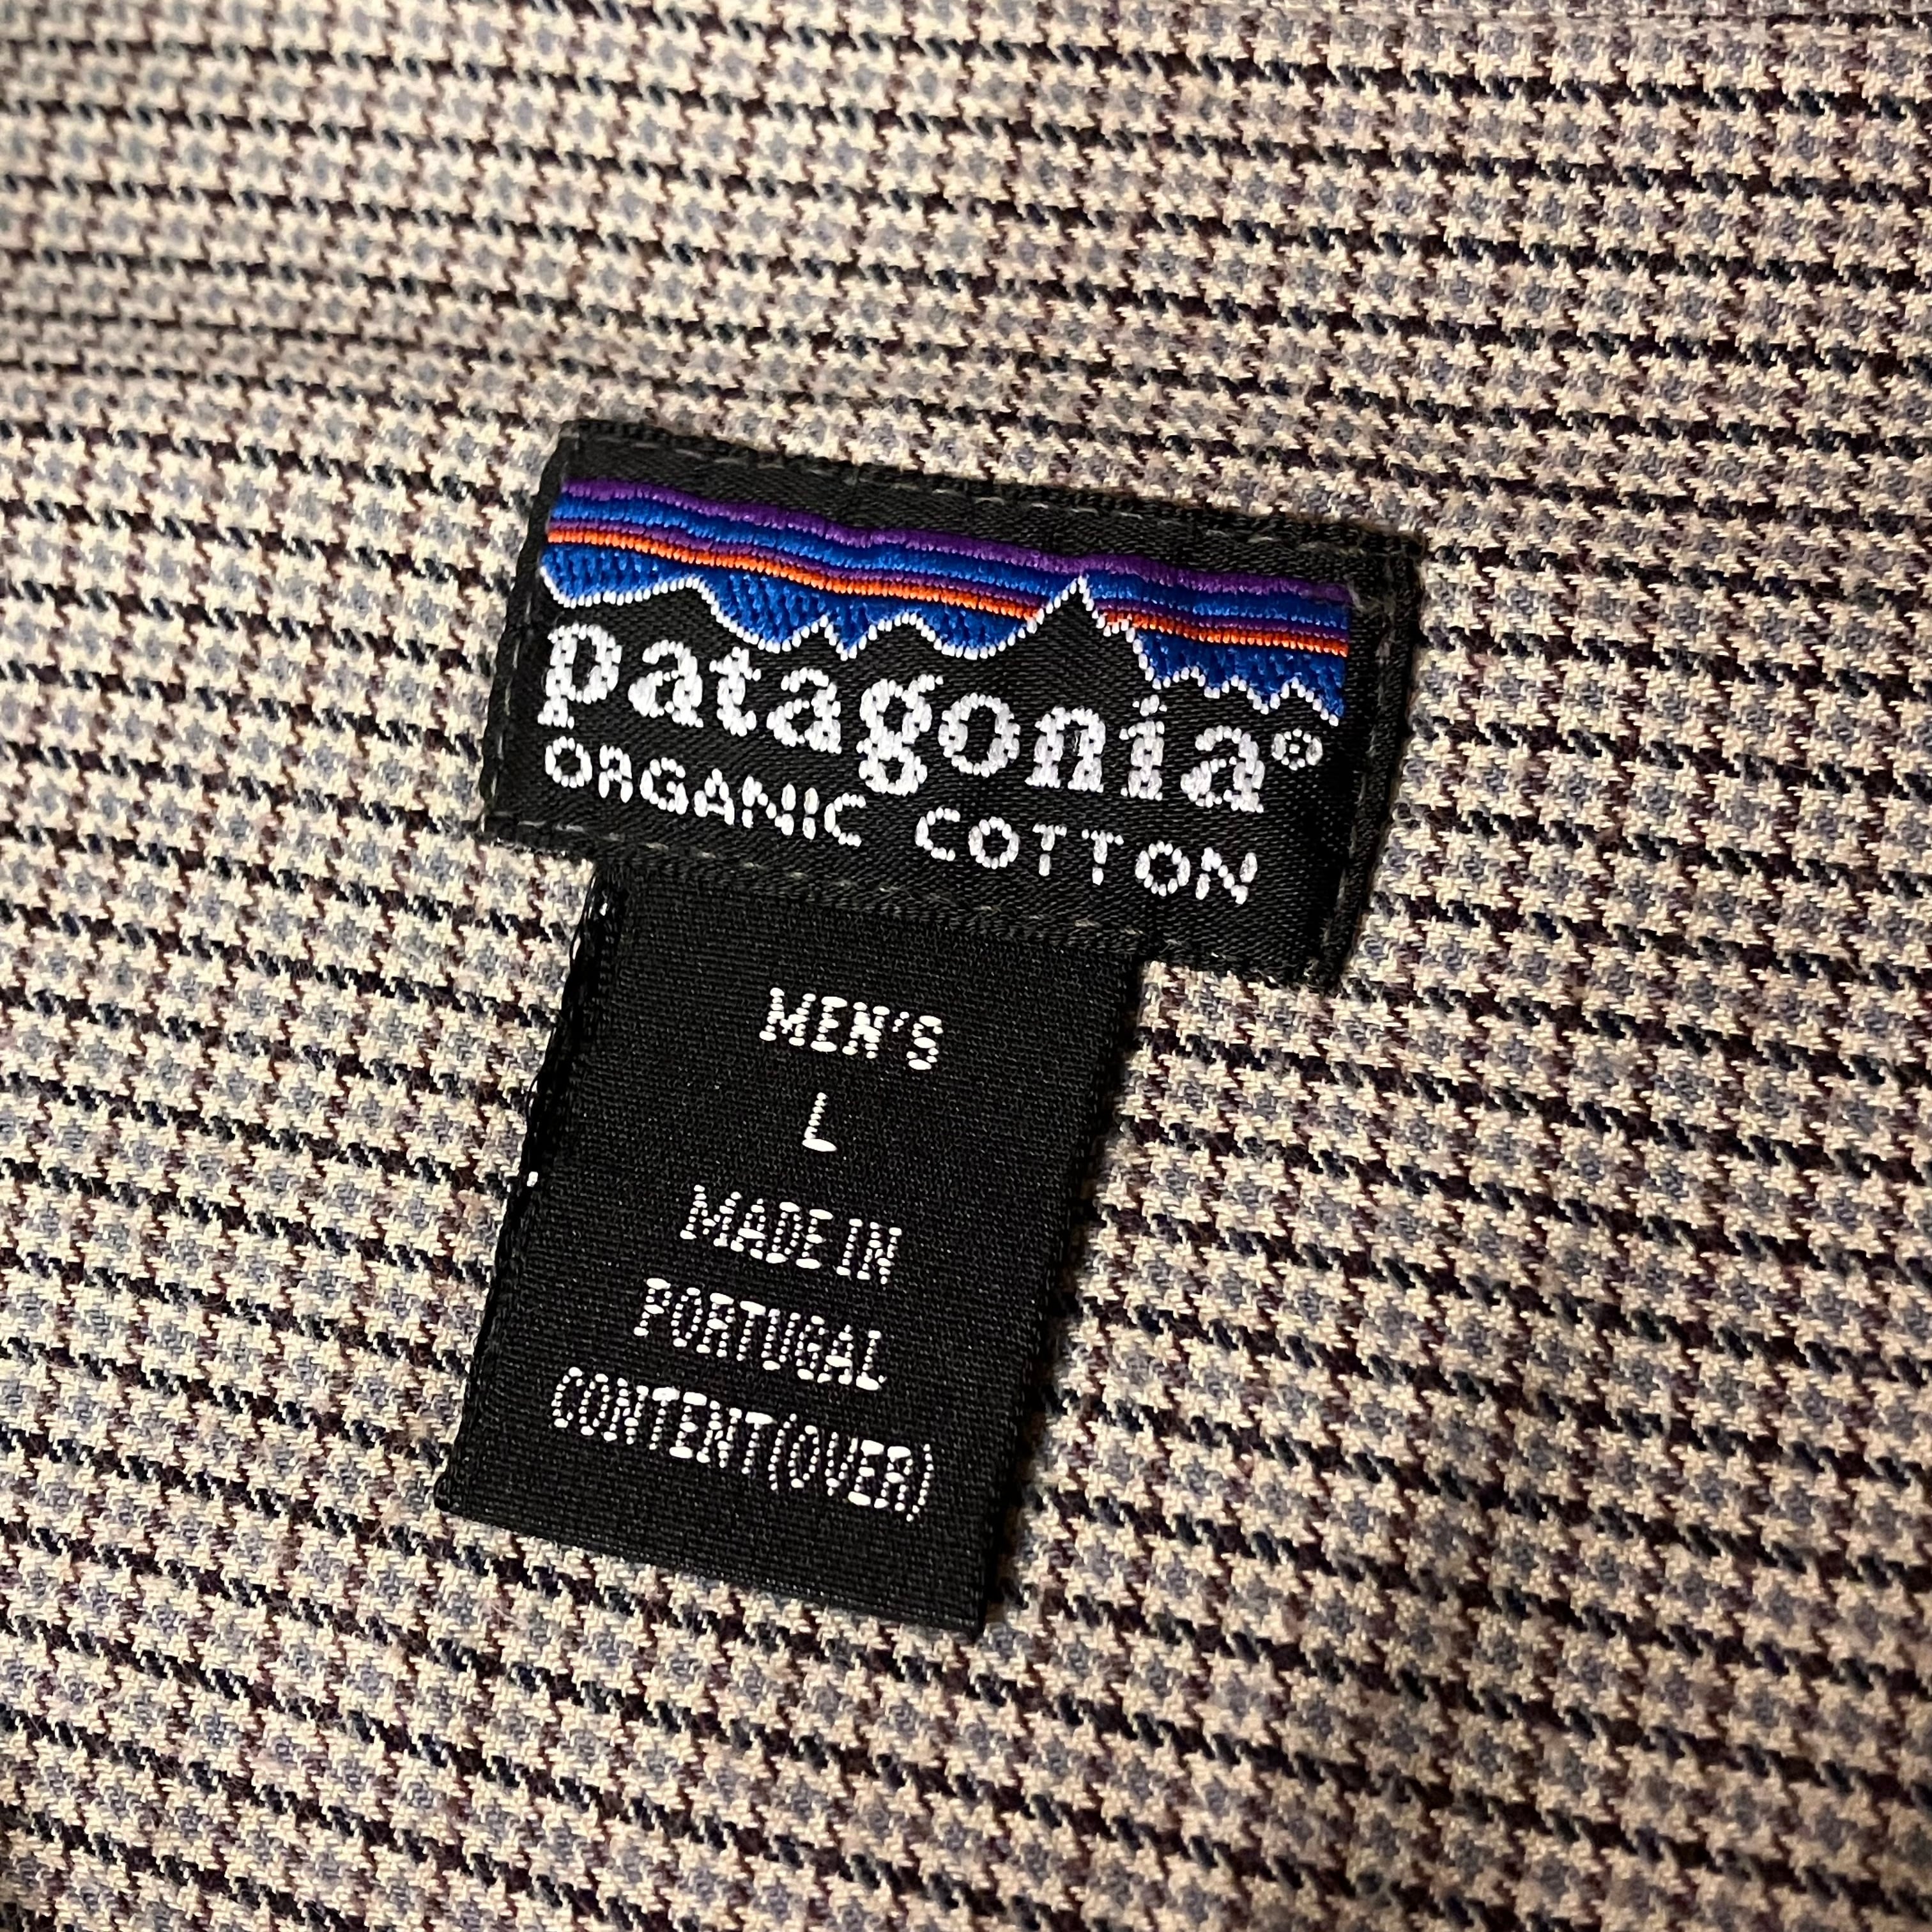 patagonia®
ORGANIC COTTON
MEN'S
L
MADE IN
PORTUGAL
CONTENT(OVER)